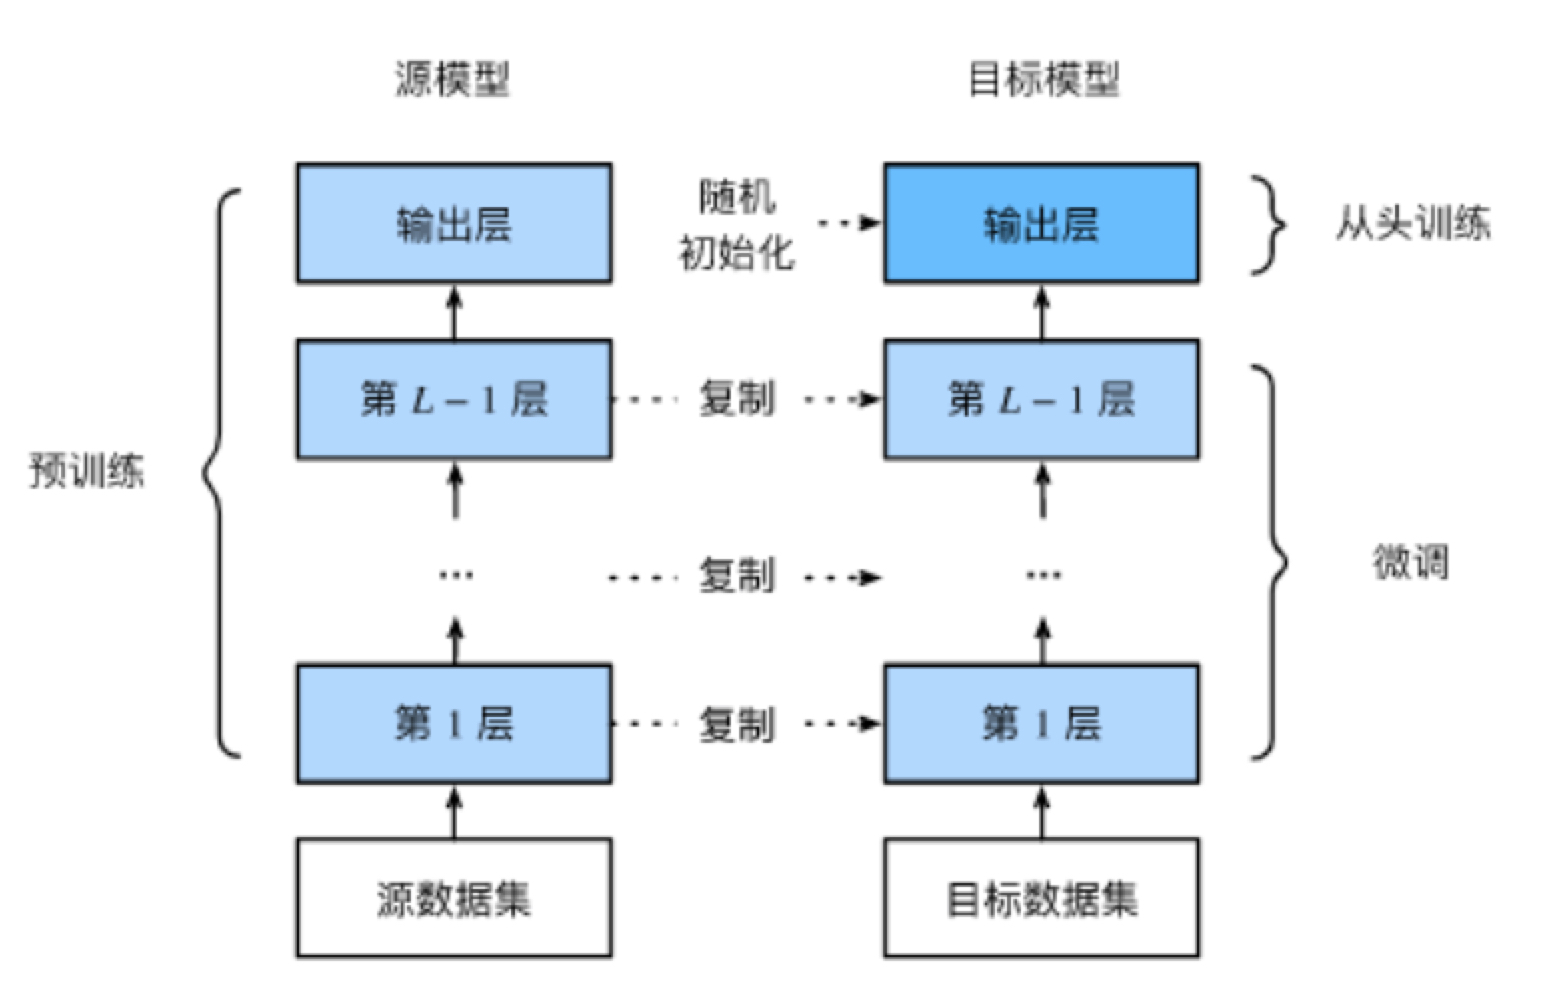 源模型
目标模型
输出层
随机
初始化
输出层
从头训练
第 L – 1 层
复制
第 L – 1 层
预训练
...
复制
...
微调
第 1 层
复制
第 1 层
源数据集
目标数据集